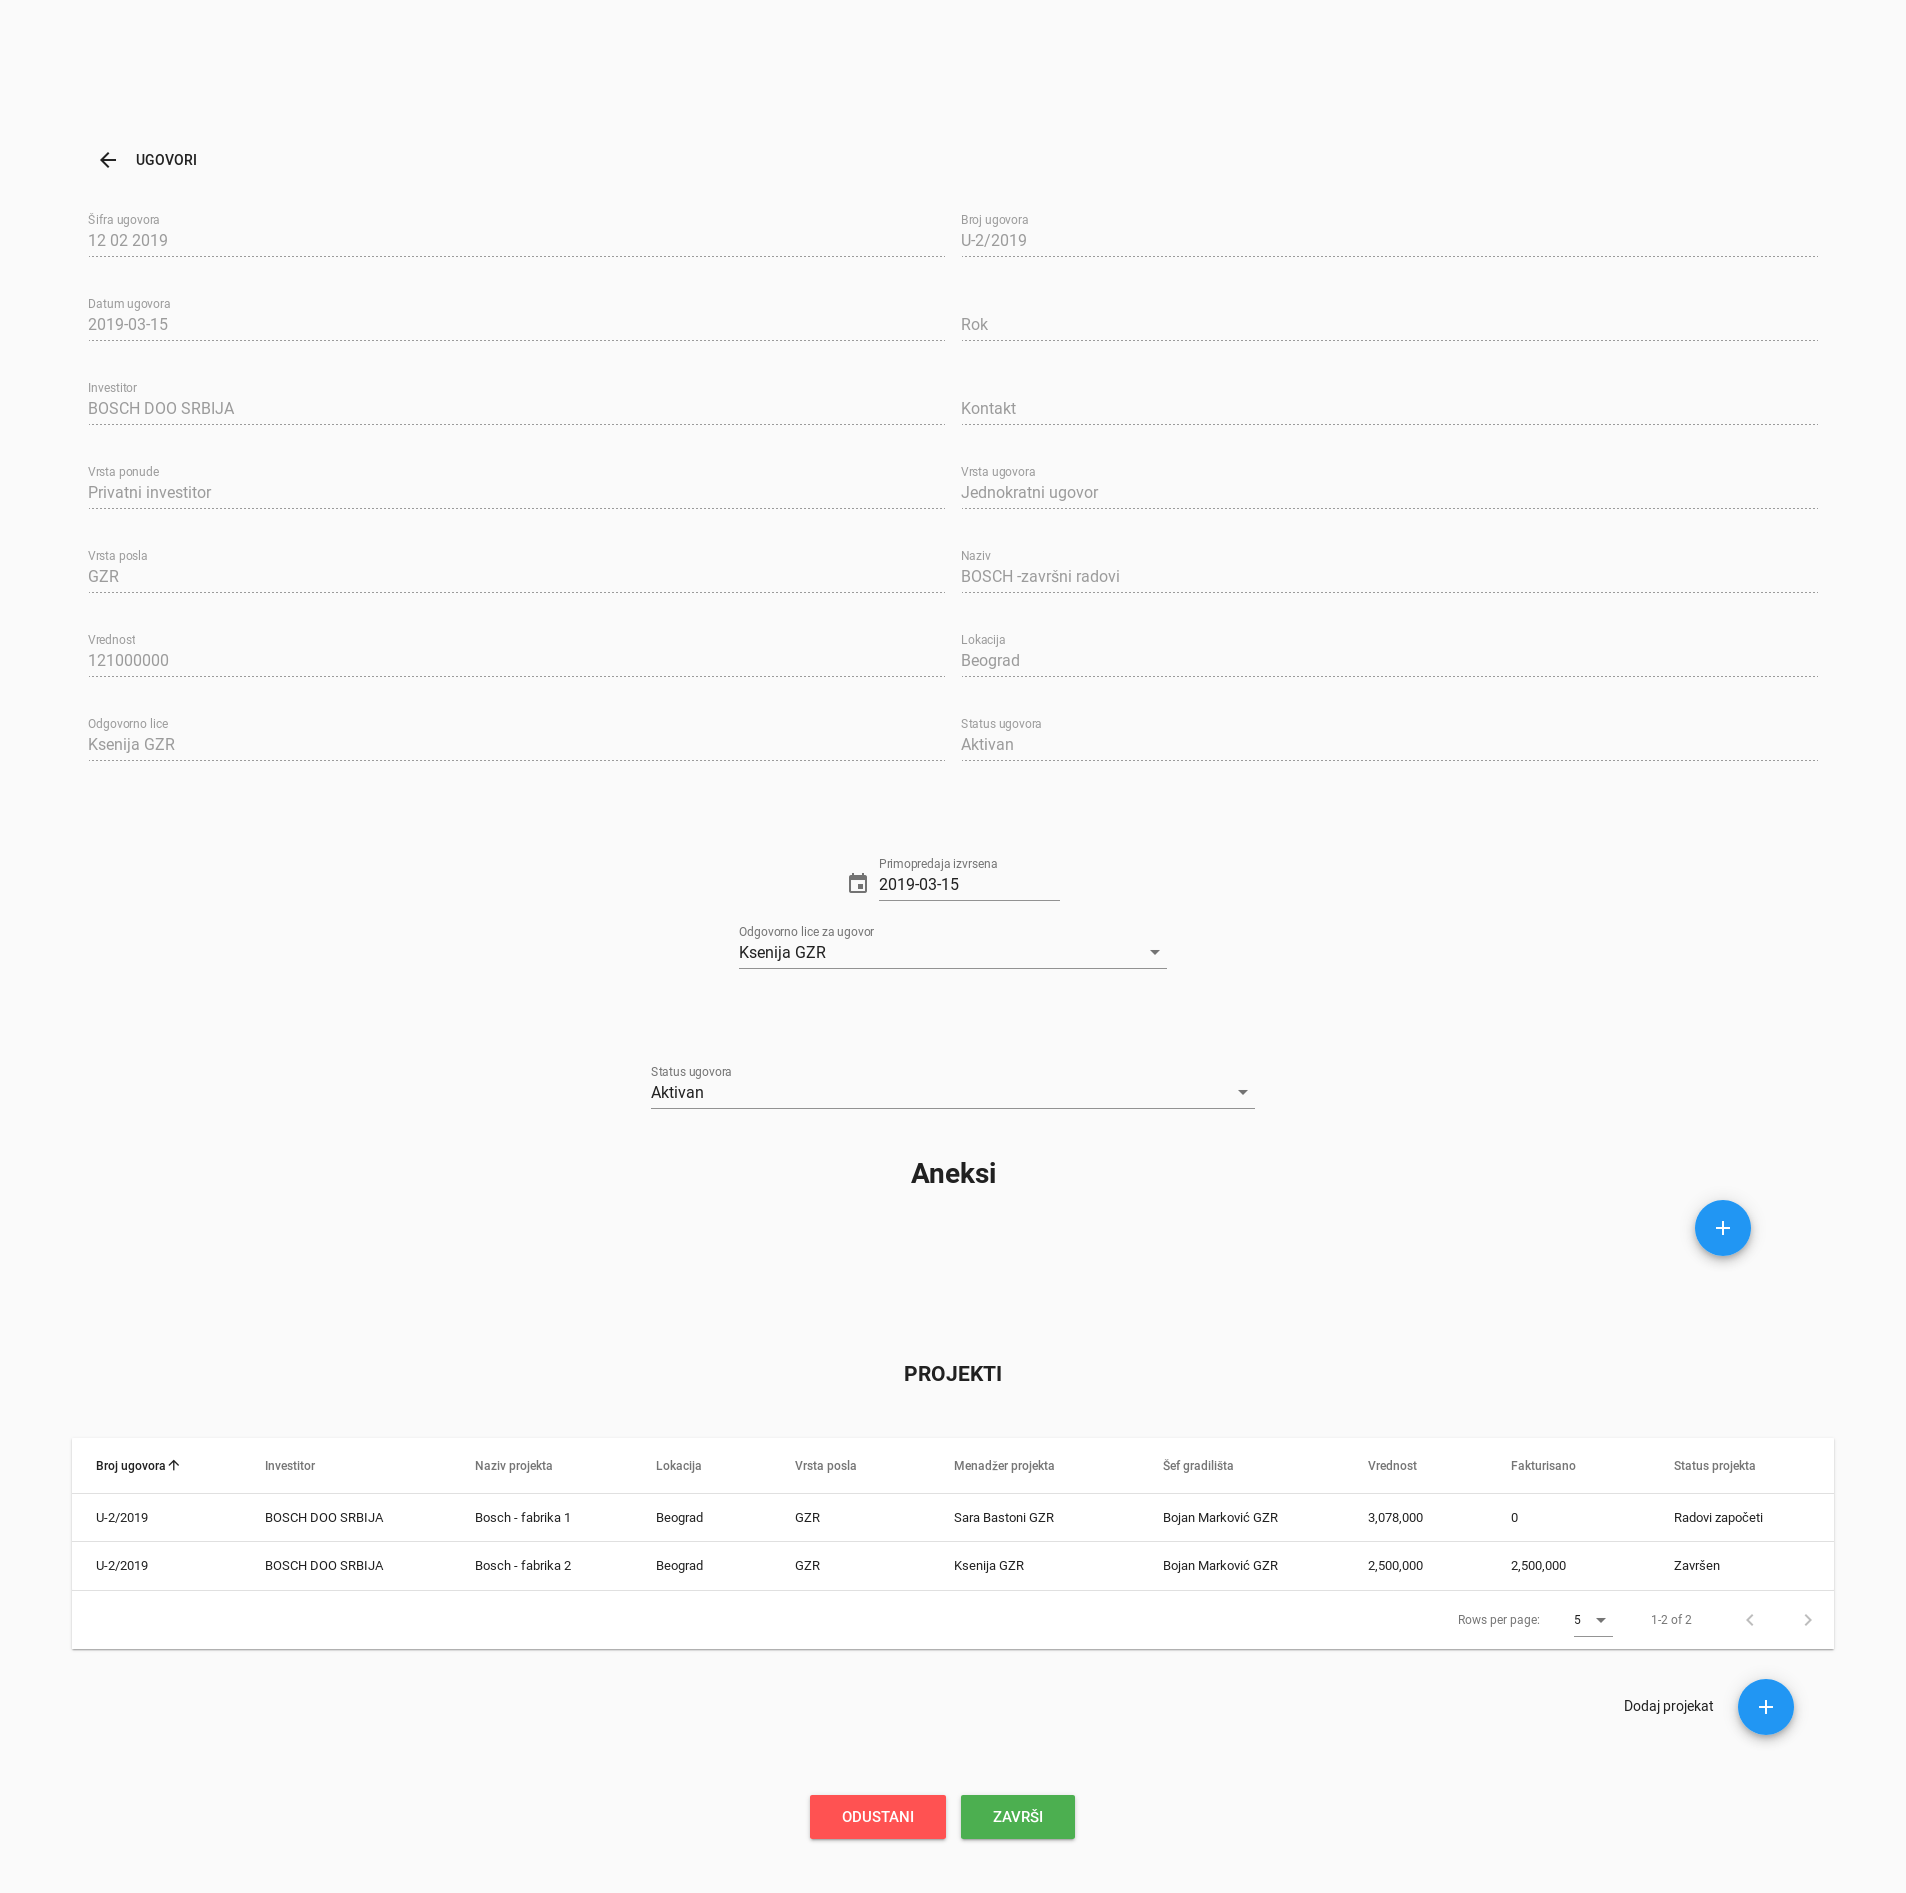 UGOVORI
Šifra ugovora Broj ugovora
12 02 2019 U-2/2019
Datum ugovora
2019-03-15 Rok
Investitor
BOSCH DOO SRBIJA Kontakt
Vrsta ponude Vrsta ugovora
Privatni investitor Jednokratni ugovor
Vrsta posla Naziv
GZR BOSCH -završni radovi
Vrednost Lokacija
121000000 Beograd
Odgovorno lice Status ugovora
Ksenija GZR Aktivan
Primopredaja izvrsena
2019-03-15
Odgovorno lice za ugovor
Ksenija GZR
Status ugovora
Aktivan
Aneksi
PROJEKTI
Broj ugovora Investitor Naziv projekta Lokacija Vrsta posla Menadžer projekta Šef gradilišta Vrednost Fakturisano Status projekta
U-2/2019 BOSCH DOO SRBIJA Bosch - fabrika 1 Beograd GZR Sara Bastoni GZR Bojan Marković GZR 3,078,000 0 Radovi započeti
U-2/2019 BOSCH DOO SRBIJA Bosch - fabrika 2 Beograd GZR Ksenija GZR Bojan Marković GZR 2,500,000 2,500,000 Završen
Rows per page: 5 1-2 of 2
Dodaj projekat
ODUSTANI ZAVRŠI